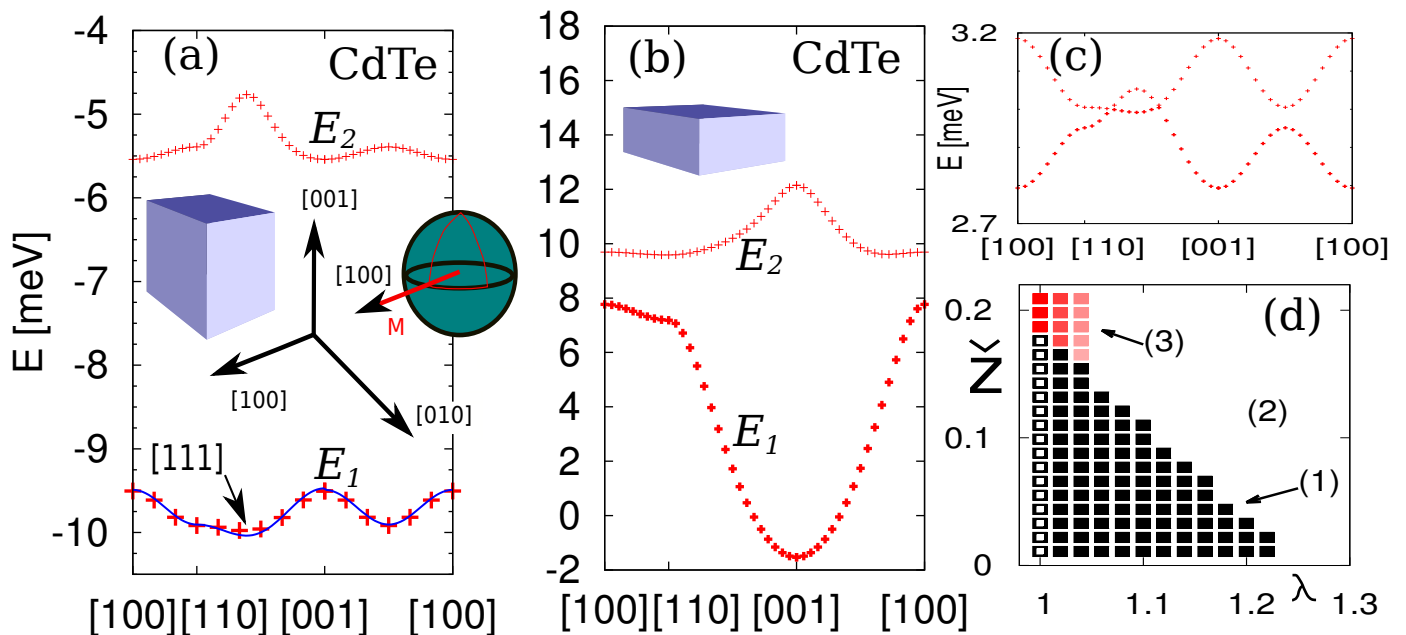 (a)
CdTe
E [meV]
-4
-5
-6
-7
-8
-9
-10
E₂
[001]
[100]
M
[100]
[010]
[111]
E₁
[100] [110] [001] [100]
(b)
CdTe
18
16
14
12
10
8
6
4
2
0
-2
E₂
E₁
[100] [110] [001] [100]
(c)
E [meV]
3.2
2.7
[100] [110] [001] [100]
(d)
0.2
0.1
0
(3)
(2)
(1)
1 1.1 1.2 λ 1.3